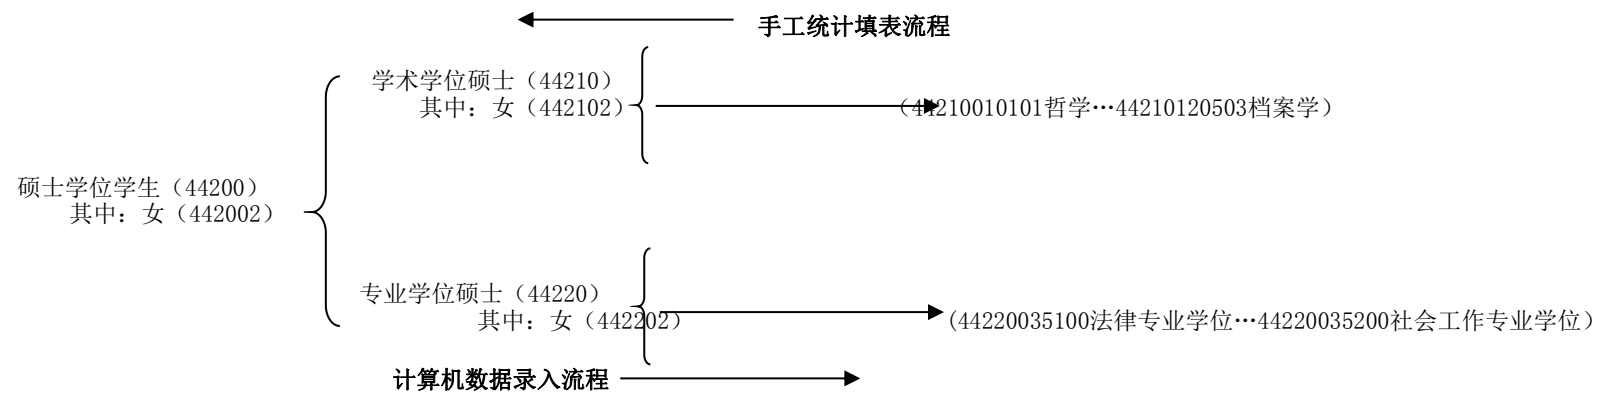 手工统计填表流程
学术学位硕士（44210）
其中：女（442102）
（44210010101哲学…44210120503档案学）
硕士学位学生（44200）
其中：女（442002）
专业学位硕士（44220）
其中：女（442202）
(44220035100法律专业学位…44220035200社会工作专业学位）
计算机数据录入流程